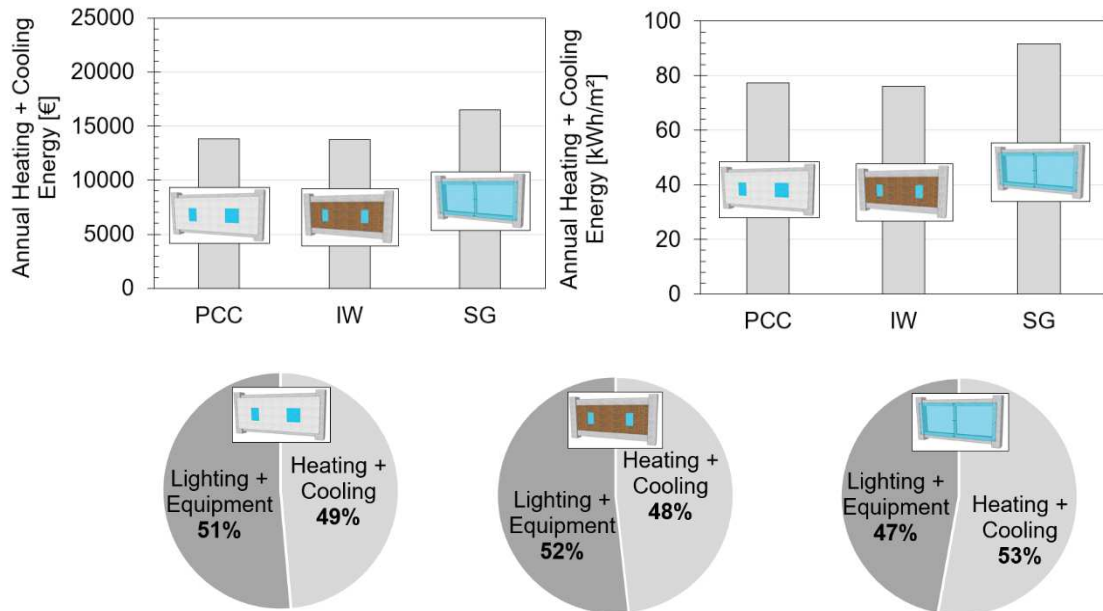 Annual Heating + Cooling
Energy [€]
25000
20000
15000
10000
5000
0
PCC
IW
SG
Annual Heating + Cooling
Energy [kWh/m²]
100
80
60
40
20
0
PCC
IW
SG
Lighting +
Equipment
51%
Heating +
Cooling
49%
Lighting +
Equipment
52%
Heating +
Cooling
48%
Lighting +
Equipment
47%
Heating +
Cooling
53%